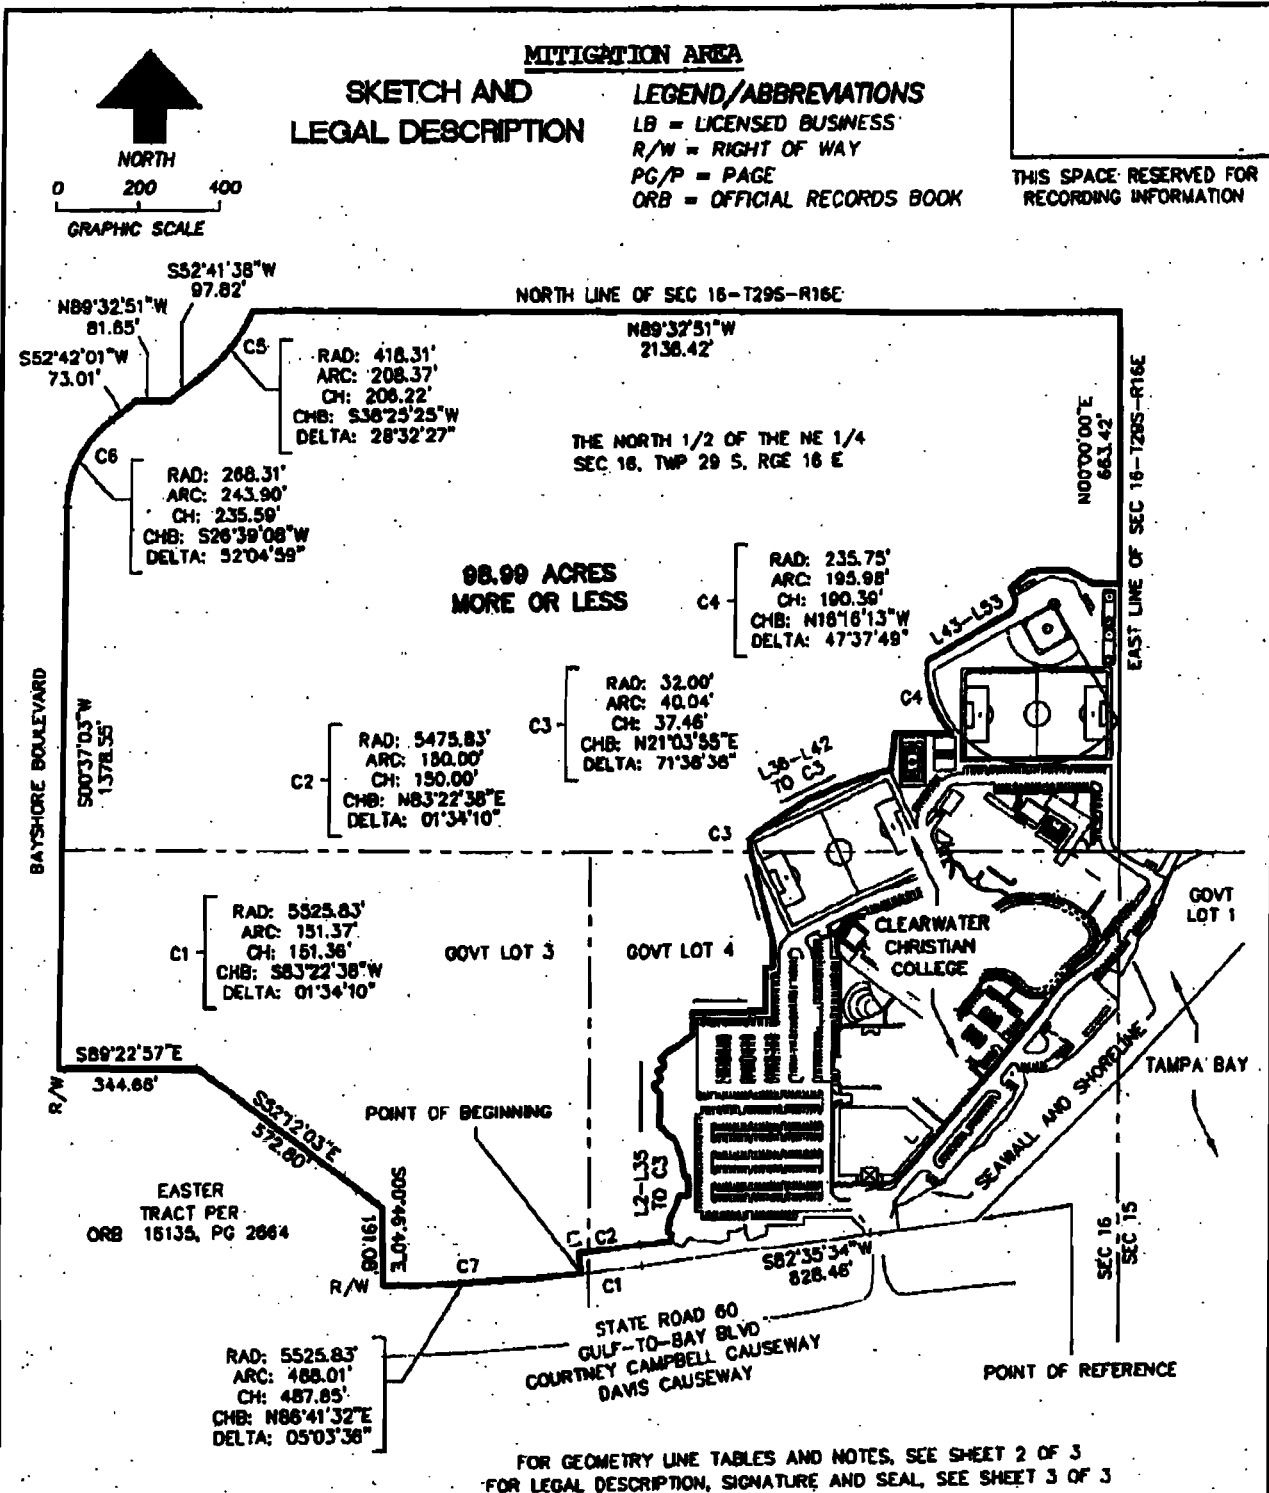 MITIGATION AREA
SKETCH AND
LEGAL DESCRIPTION
LEGEND/ABBREVIATIONS
LB = LICENSED BUSINESS
R/W = RIGHT OF WAY
PG/P = PAGE
ORB = OFFICIAL RECORDS BOOK
THIS SPACE RESERVED FOR
RECORDING INFORMATION
NORTH
0 200 400
GRAPHIC SCALE
S52°41'38"W
97.82'
N89°32'51"W
81.65'
S52°42'01"W
73.01'
NORTH LINE OF SEC 16-T29S-R16E
N89°32'51"W
2136.42'
C5
RAD: 418.31'
ARC: 208.37'
CH: 206.22'
CHB: S38°25'25"W
DELTA: 28°32'27"
C6
RAD: 268.31'
ARC: 243.90'
CH: 235.59'
CHB: S26°39'08"W
DELTA: 52°04'59"
THE NORTH 1/2 OF THE NE 1/4
SEC 16, TWP 29 S, RGE 16 E
N00°00'00"E
663.42'
EAST LINE OF SEC 16-T29S-R16E
98.99 ACRES
MORE OR LESS
C4
RAD: 235.75'
ARC: 195.98'
CH: 190.39'
CHB: N16°16'13"W
DELTA: 47°37'49"
L43-L53
C4
C3
RAD: 32.00'
ARC: 40.04'
CH: 37.46'
CHB: N21°03'55"E
DELTA: 71°36'36"
BAYSHORE BOULEVARD
S00°37'03"W
1378.55'
C2
RAD: 5475.83'
ARC: 150.00'
CH: 150.00'
CHB: N83°22'38"E
DELTA: 01°34'10"
L36-L42
TO C3
C3
C1
RAD: 5525.83'
ARC: 151.37'
CH: 151.36'
CHB: S83°22'38"W
DELTA: 01°34'10"
GOVT LOT 3
GOVT LOT 4
CLEARWATER
CHRISTIAN
COLLEGE
GOVT
LOT 1
S89°22'57"E
344.68'
R/W
S52°12'03"E
572.80'
POINT OF BEGINNING
L2-L35
TO C3
SEAWALL AND SHORELINE
TAMPA BAY
EASTER
TRACT PER
ORB 15135, PG 2664
S00°46'40"E
191.08'
R/W
C7
L1
C2
C1
S82°35'34"W
828.46'
SEC 16
SEC 15
STATE ROAD 60
GULF-TO-BAY BLVD
COURTNEY CAMPBELL CAUSEWAY
DAVIS CAUSEWAY
POINT OF REFERENCE
RAD: 5525.83'
ARC: 488.01'
CH: 487.85'
CHB: N86°41'32"E
DELTA: 05°03'36"
FOR GEOMETRY LINE TABLES AND NOTES, SEE SHEET 2 OF 3
FOR LEGAL DESCRIPTION, SIGNATURE AND SEAL, SEE SHEET 3 OF 3